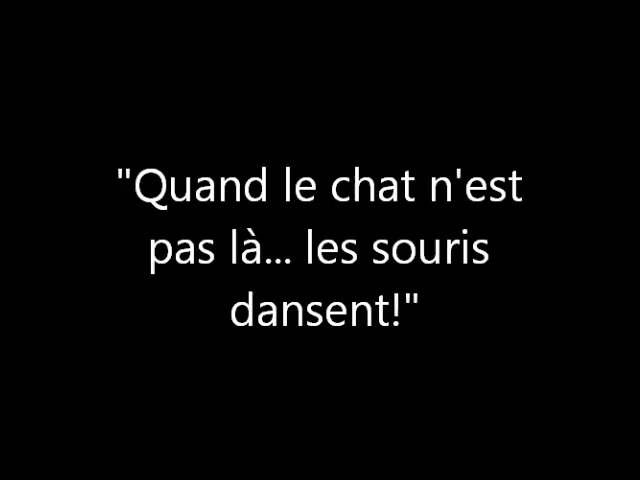 "Quand le chat n'est
pas là... les souris
dansent!"